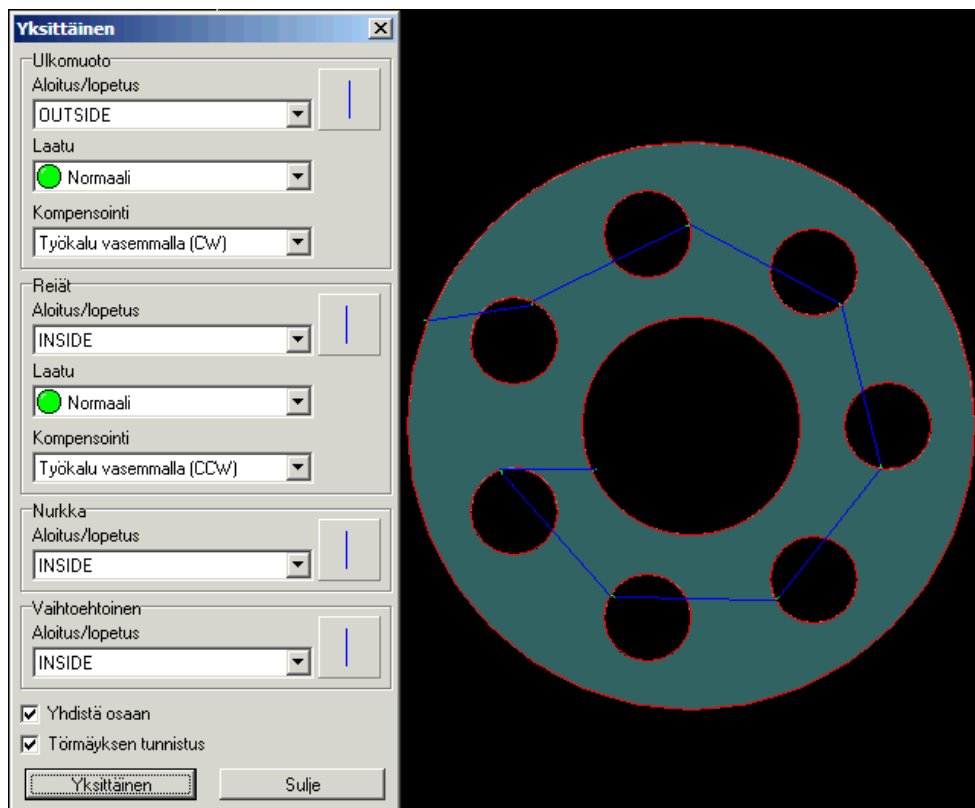 Yksittäinen
Ulkomuoto
Aloitus/lopetus
OUTSIDE
Laatu
Normaali
Kompensointi
Työkalu vasemmalla (CW)
Reiät
Aloitus/lopetus
INSIDE
Laatu
Normaali
Kompensointi
Työkalu vasemmalla (CCW)
Nurkka
Aloitus/lopetus
INSIDE
Vaihtoehtoinen
Aloitus/lopetus
INSIDE
Yhdistä osaan
Törmäyksen tunnistus
Yksittäinen Sulje